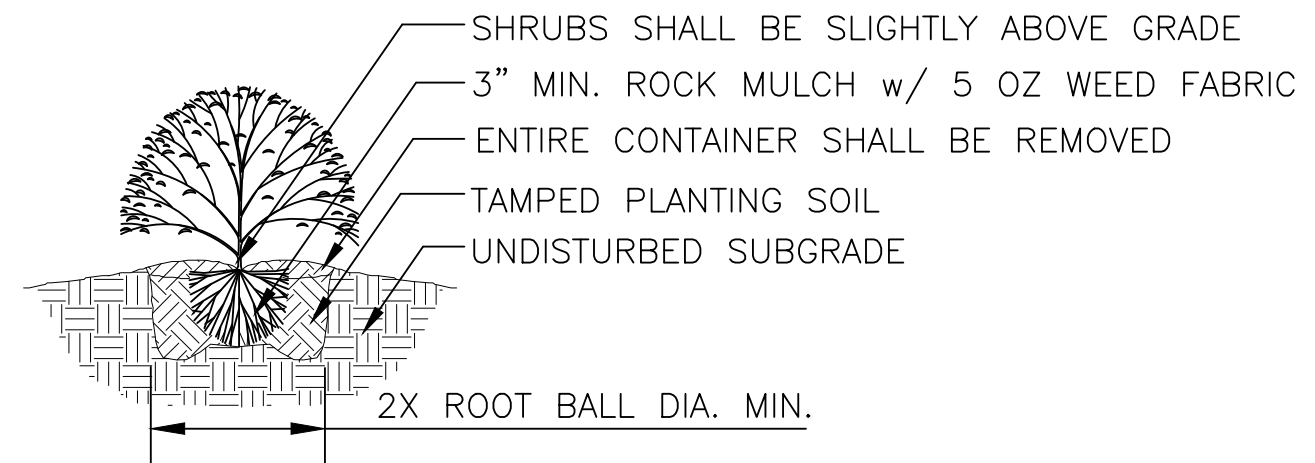 SHRUBS SHALL BE SLIGHTLY ABOVE GRADE
3” MIN. ROCK MULCH w/ 5 OZ WEED FABRIC
ENTIRE CONTAINER SHALL BE REMOVED
TAMPED PLANTING SOIL
UNDISTURBED SUBGRADE
2X ROOT BALL DIA. MIN.